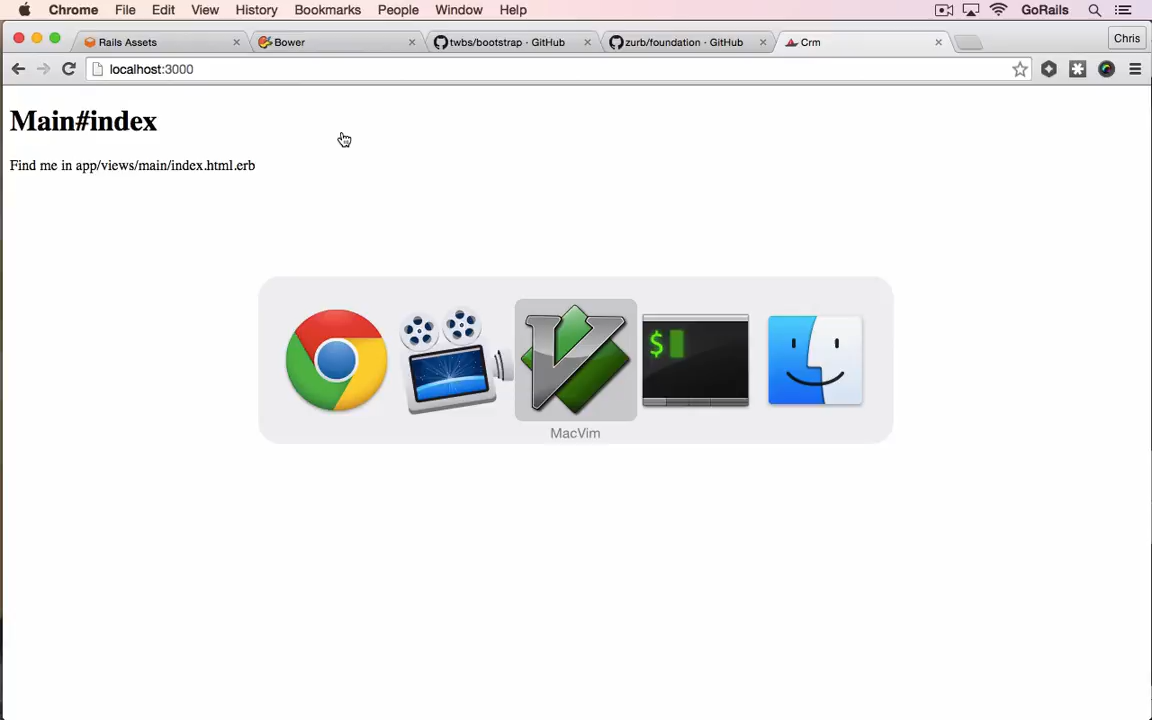 Chrome File Edit View History Bookmarks People Window Help GoRails
Rails Assets Bower twbs/bootstrap · GitHub zurb/foundation · GitHub Crm Chris
localhost:3000
Main#index
Find me in app/views/main/index.html.erb
$
MacVim